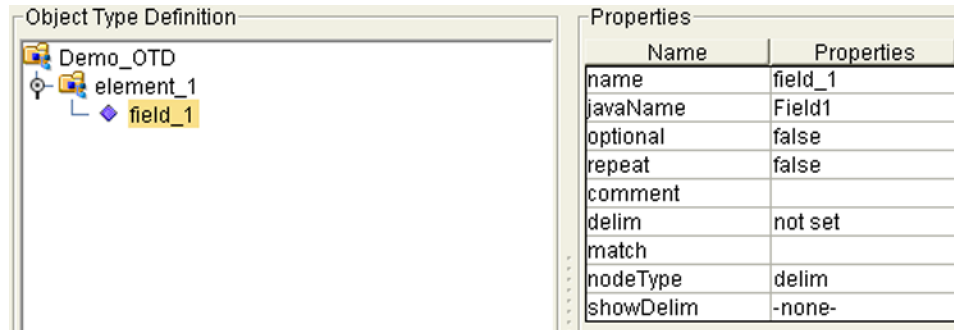 Object Type Definition
Demo_OTD
element_1
field_1
Properties
Name Properties
name field_1
javaName Field1
optional false
repeat false
comment
delim not set
match
nodeType delim
showDelim -none-